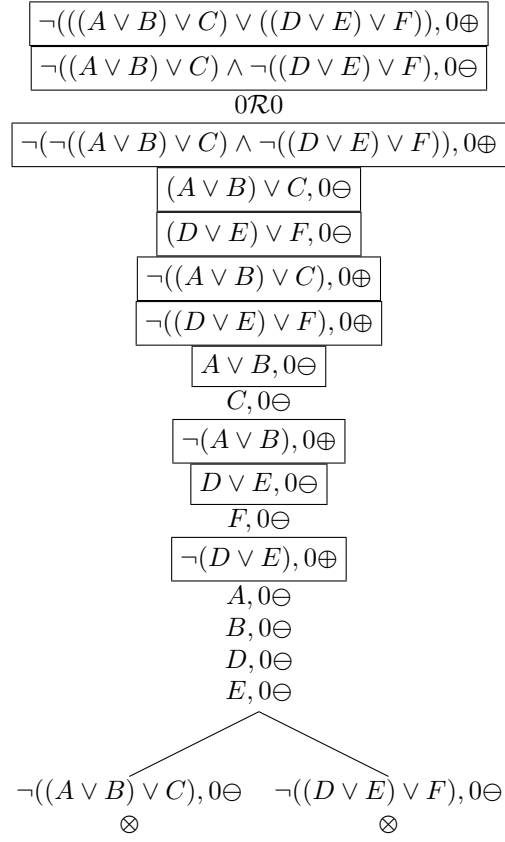 ¬(((A ∨ B) ∨ C) ∨ ((D ∨ E) ∨ F)), 0⊕
¬((A ∨ B) ∨ C) ∧ ¬((D ∨ E) ∨ F), 0⊖
0ℛ0
¬(¬((A ∨ B) ∨ C) ∧ ¬((D ∨ E) ∨ F)), 0⊕
(A ∨ B) ∨ C, 0⊖
(D ∨ E) ∨ F, 0⊖
¬((A ∨ B) ∨ C), 0⊕
¬((D ∨ E) ∨ F), 0⊕
A ∨ B, 0⊖
C, 0⊖
¬(A ∨ B), 0⊕
D ∨ E, 0⊖
F, 0⊖
¬(D ∨ E), 0⊕
A, 0⊖
B, 0⊖
D, 0⊖
E, 0⊖
¬((A ∨ B) ∨ C), 0⊖ ¬((D ∨ E) ∨ F), 0⊖
⊗ ⊗